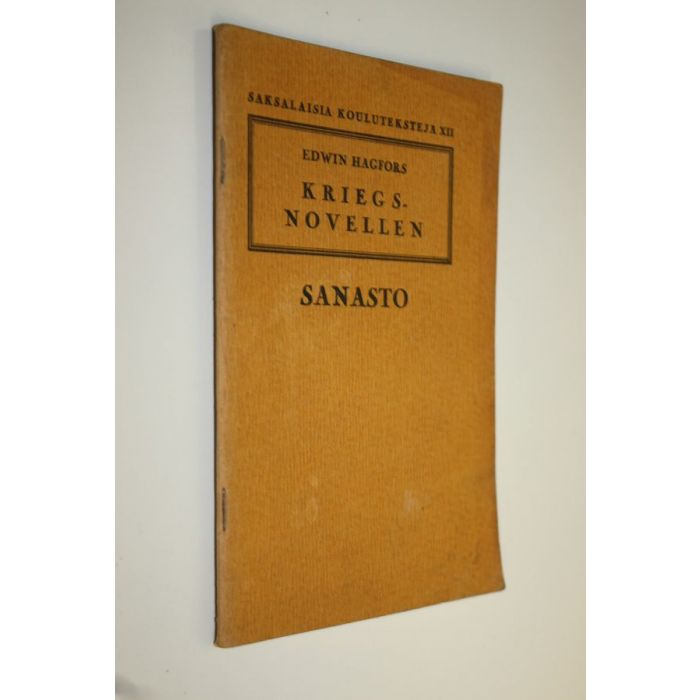 SAKSALAISIA KOULUTEKSTEJA XII
EDWIN HAGFORS
KRIEGS-
NOVELLEN
SANASTO